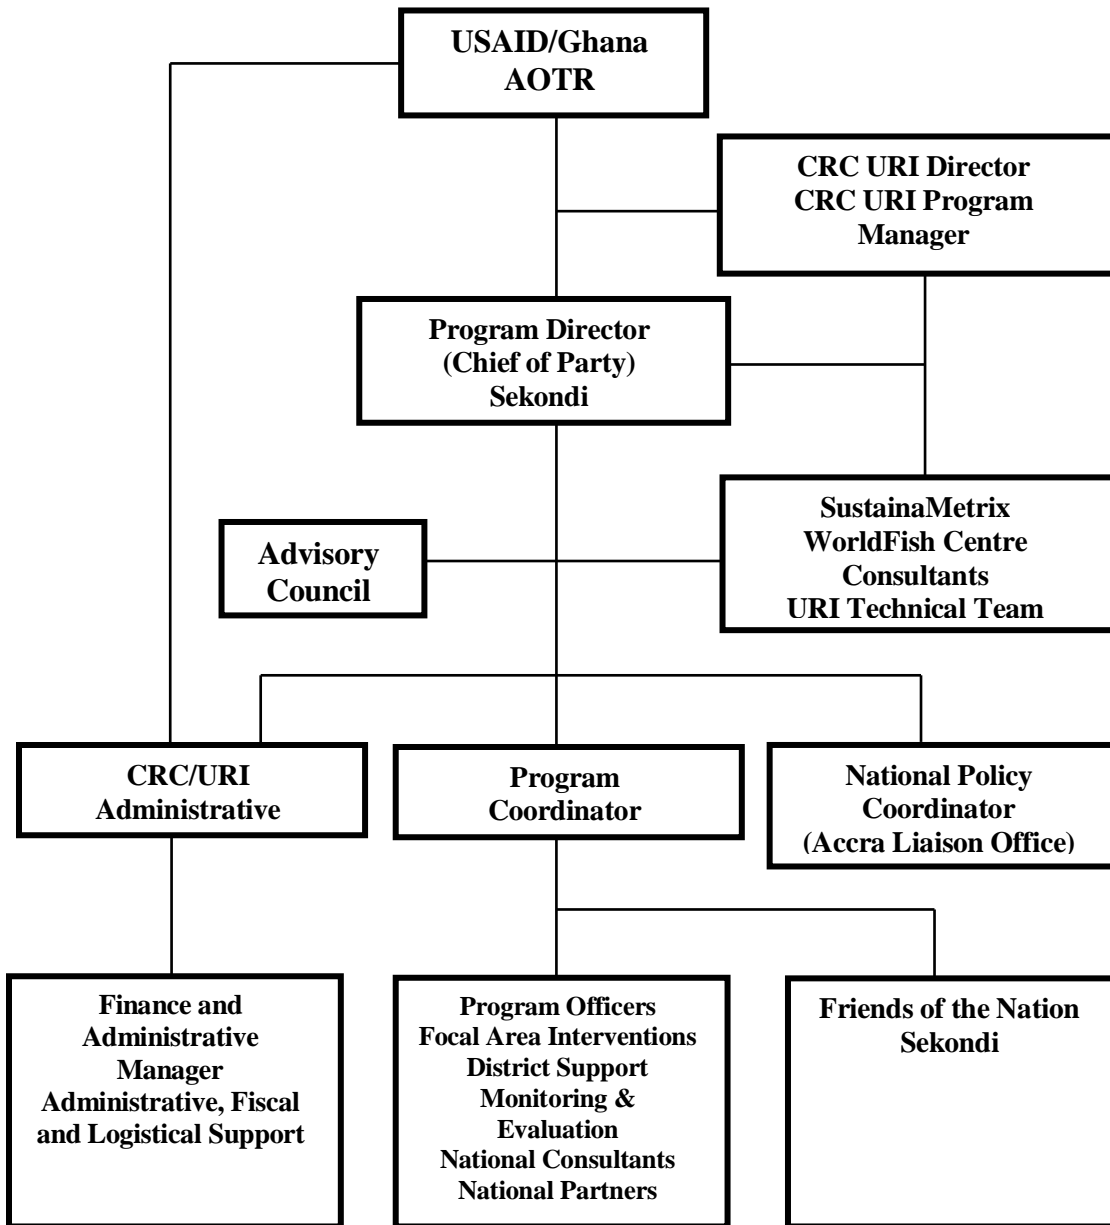 USAID/Ghana
AOTR
CRC URI Director
CRC URI Program
Manager
Program Director
(Chief of Party)
Sekondi
SustainaMetrix
WorldFish Centre
Consultants
URI Technical Team
Advisory
Council
CRC/URI
Administrative
Program
Coordinator
National Policy
Coordinator
(Accra Liaison Office)
Finance and
Administrative
Manager
Administrative, Fiscal
and Logistical Support
Program Officers
Focal Area Interventions
District Support
Monitoring &
Evaluation
National Consultants
National Partners
Friends of the Nation
Sekondi